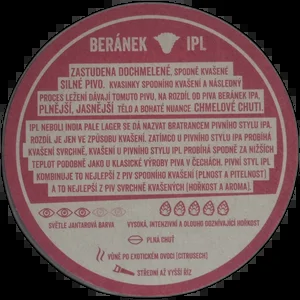 BERÁNEK IPL
ZASTUDENA DOCHMELENÉ, SPODNĚ KVAŠENÉ
SILNÉ PIVO. KVASINKY SPODNÍHO KVAŠENÍ A NÁSLEDNÝ
PROCES LEŽENÍ DÁVAJÍ TOMUTO PIVU, NA ROZDÍL OD PIVA BERÁNEK IPA,
PLNĚJŠÍ, JASNĚJŠÍ TĚLO A BOHATÉ NUANCE CHMELOVÉ CHUTI.
IPL NEBOLI INDIA PALE LAGER SE DÁ NAZVAT BRATRANCEM PIVNÍHO STYLU IPA.
ROZDÍL JE JEN VE ZPŮSOBU KVAŠENÍ. ZATÍMCO U PIVNÍHO STYLU IPA PROBÍHÁ
KVAŠENÍ SVRCHNĚ, KVAŠENÍ U PIVNÍHO STYLU IPL PROBÍHÁ SPODNĚ ZA NIŽŠÍCH
TEPLOT PODOBNĚ JAKO U KLASICKÉ VÝROBY PIVA V ČECHÁCH. PIVNÍ STYL IPL
KOMBINUJE TO NEJLEPŠÍ Z PIV SPODNÍHO KVAŠENÍ (PLNOST A PITELNOST)
A TO NEJLEPŠÍ Z PIV SVRCHNĚ KVAŠENÝCH (HOŘKOST A AROMA).
SVĚTLE JANTAROVÁ BARVA VYSOKÁ, INTENZIVNÍ A DLOUHO DOZNÍVAJÍCÍ HOŘKOST
PLNÁ CHUŤ
VŮNĚ PO EXOTICKÉM OVOCI (CITRUSECH)
STŘEDNÍ AŽ VYŠŠÍ ŘÍZ